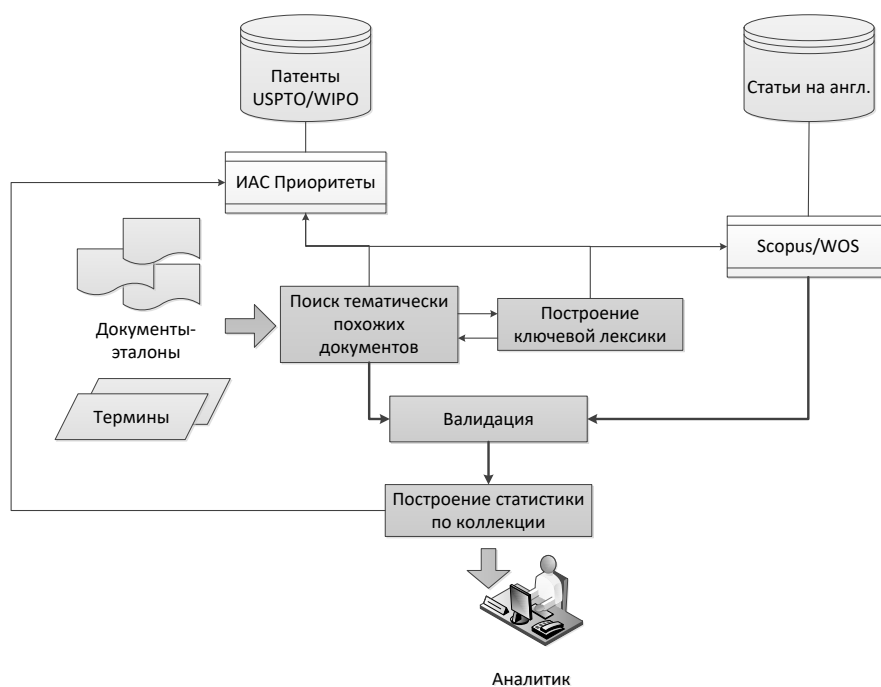 Патенты
USPTO/WIPO
Статьи на англ.
ИАС Приоритеты
Scopus/WOS
Поиск тематически
похожих
документов
Построение
ключевой лексики
Документы-
эталоны
Термины
Валидация
Построение статистики
по коллекции
Аналитик